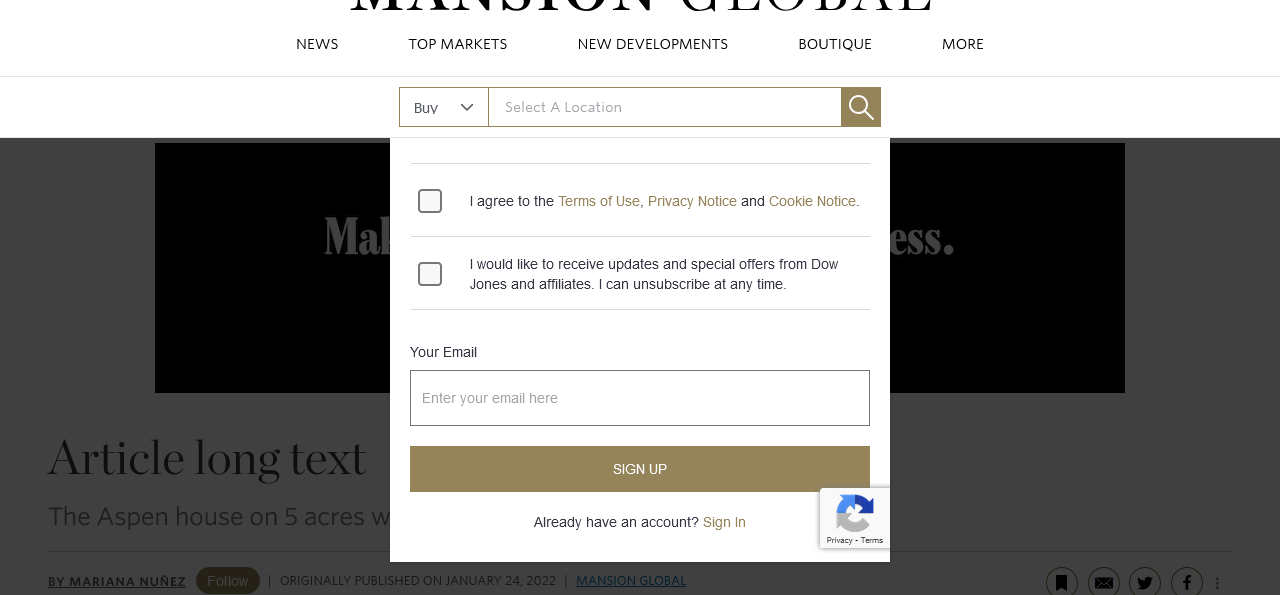 MANSION GLOBAL
NEWS TOP MARKETS NEW DEVELOPMENTS BOUTIQUE MORE
Buy Select A Location
I agree to the Terms of Use, Privacy Notice and Cookie Notice.
I would like to receive updates and special offers from Dow
Jones and affiliates. I can unsubscribe at any time.
Your Email
Enter your email here
SIGN UP
Already have an account? Sign In
Privacy - Terms
Article long text
The Aspen house on 5 acres
BY MARIANA NUÑEZ Follow | ORIGINALLY PUBLISHED ON JANUARY 24, 2022 | MANSION GLOBAL